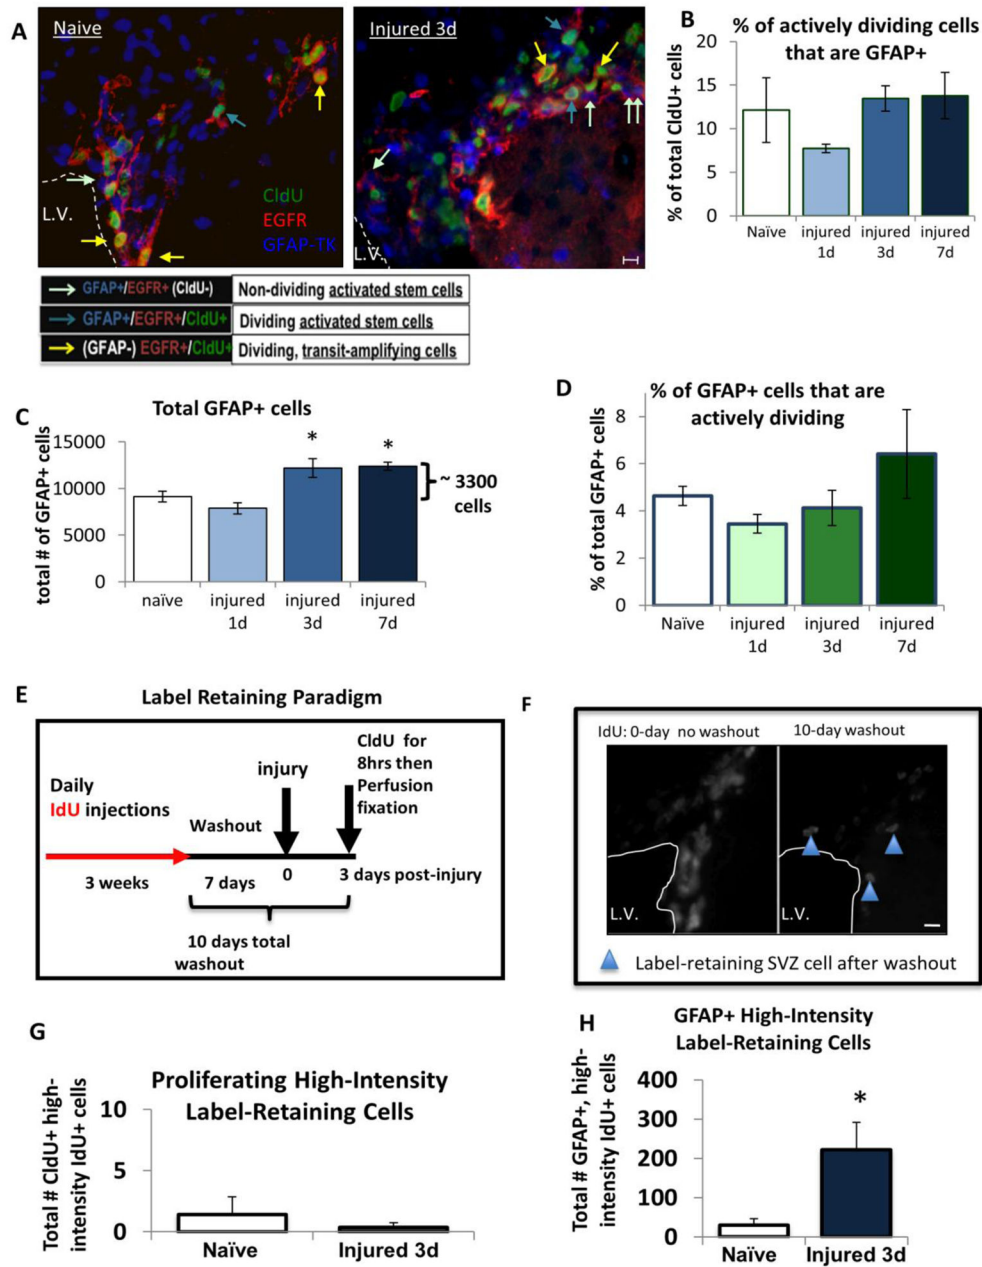 A
Naive
L.V.
CldU
EGFR
GFAP-TK
Injured 3d
L.V.
GFAP+/EGFR+ (CldU-)
Non-dividing activated stem cells
GFAP+/EGFR+/CldU+
Dividing activated stem cells
(GFAP-) EGFR+/CldU+
Dividing, transit-amplifying cells
B
% of actively dividing cells
that are GFAP+
% of total CldU+ cells
20
15
10
5
0
Naïve
injured
1d
injured
3d
injured
7d
C
Total GFAP+ cells
total # of GFAP+ cells
15000
10000
5000
0
*
*
~ 3300
cells
naïve
injured
1d
injured
3d
injured
7d
D
% of GFAP+ cells that are
actively dividing
% of total GFAP+ cells
8
6
4
2
0
Naïve
injured
1d
injured
3d
injured
7d
E
Label Retaining Paradigm
Daily
IdU injections
3 weeks
Washout
7 days
injury
0
CldU for
8hrs then
Perfusion
fixation
3 days post-injury
10 days total
washout
F
IdU: 0-day no washout
10-day washout
L.V.
L.V.
Label-retaining SVZ cell after washout
G
Proliferating High-Intensity
Label-Retaining Cells
Total # CldU+ high-
intensity IdU+ cells
10
5
0
Naïve
Injured 3d
H
GFAP+ High-Intensity
Label-Retaining Cells
Total # GFAP+, high-
intensity IdU+ cells
400
300
200
100
0
*
Naïve
Injured 3d